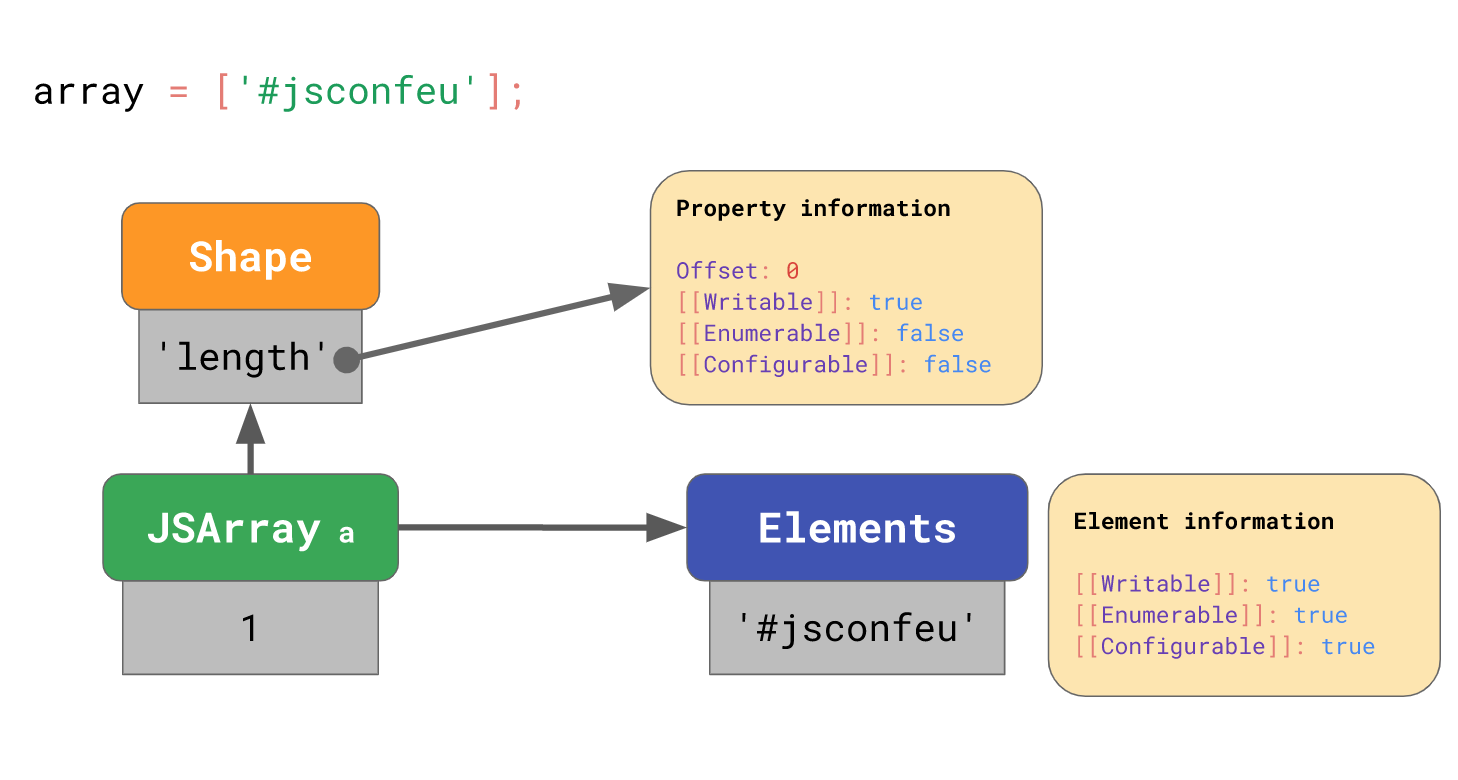 array = ['#jsconfeu'];
Shape
'length'
Property information
Offset: 0
[[Writable]]: true
[[Enumerable]]: false
[[Configurable]]: false
JSArray a
1
Elements
'#jsconfeu'
Element information
[[Writable]]: true
[[Enumerable]]: true
[[Configurable]]: true